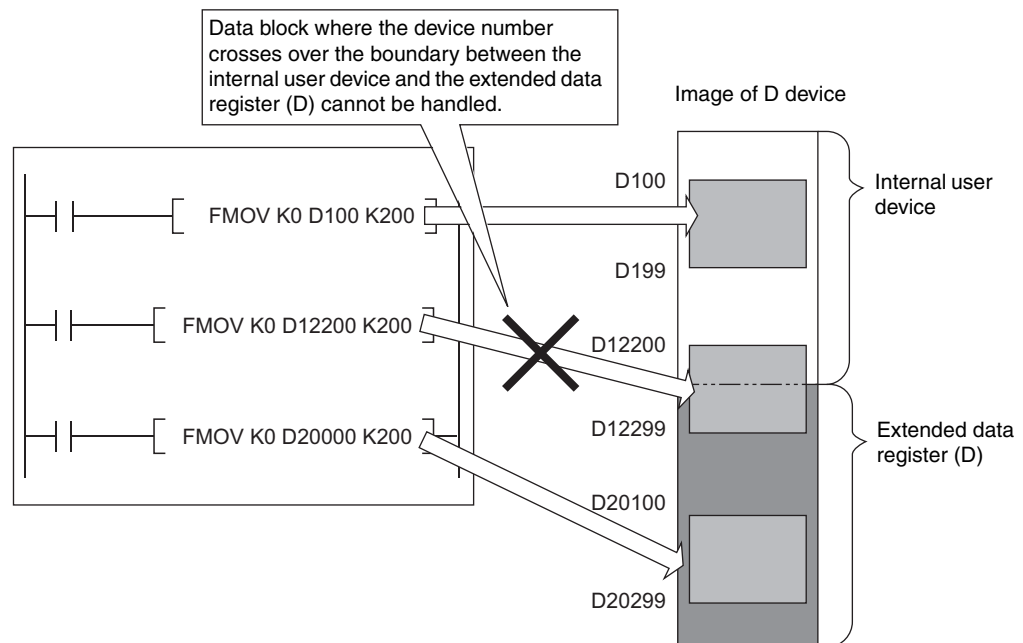 Data block where the device number
crosses over the boundary between the
internal user device and the extended data
register (D) cannot be handled.
Image of D device
D100
Internal user
device
FMOV K0 D100 K200
D199
FMOV K0 D12200 K200
D12200
D12299
Extended data
register (D)
FMOV K0 D20000 K200
D20100
D20299